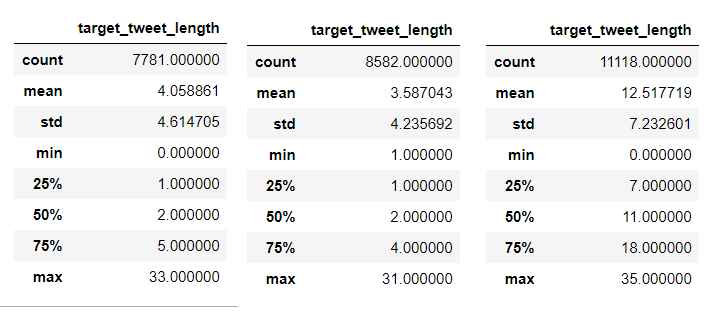 target_tweet_length
count 7781.000000
mean 4.058861
std 4.614705
min 0.000000
25% 1.000000
50% 2.000000
75% 5.000000
max 33.000000
target_tweet_length
count 8582.000000
mean 3.587043
std 4.235692
min 1.000000
25% 1.000000
50% 2.000000
75% 4.000000
max 31.000000
target_tweet_length
count 11118.000000
mean 12.517719
std 7.232601
min 0.000000
25% 7.000000
50% 11.000000
75% 18.000000
max 35.000000